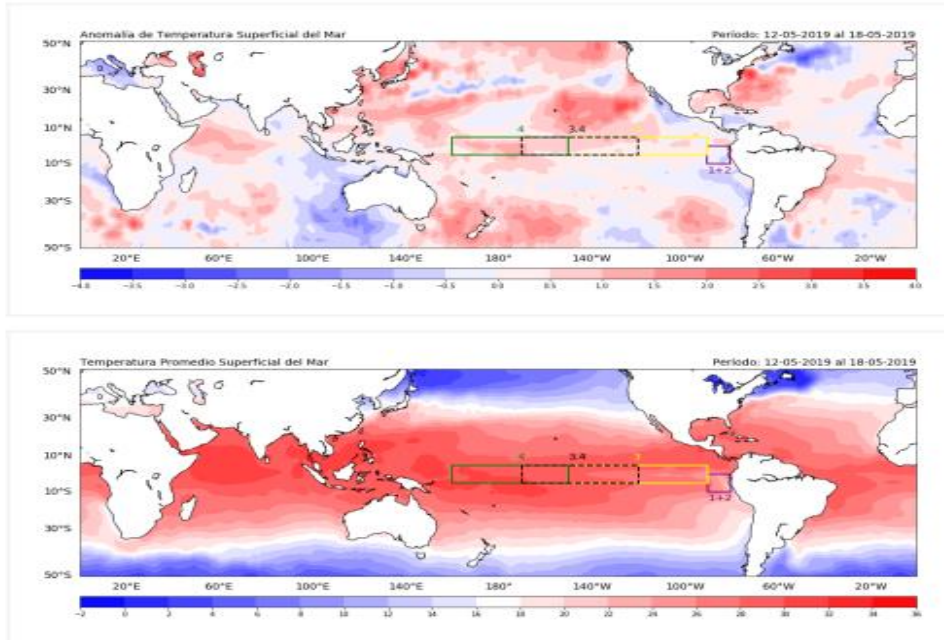 Anomalía de Temperatura Superficial del Mar Período: 12-05-2019 al 18-05-2019
50°N
30°N
10°N
10°S
30°S
50°S
4 3.4 3
1+2
20°E 60°E 100°E 140°E 180° 140°W 100°W 60°W 20°W
-4.0 -3.5 -2.5 -2.0 -1.5 -1.0 -0.5 0.0 0.5 1.0 1.5 2.0 2.5 3.0 3.5 4.0
Temperatura Promedio Superficial del Mar Período: 12-05-2019 al 18-05-2019
50°N
30°N
10°N
10°S
30°S
50°S
4 3.4 3
1+2
20°E 60°E 100°E 140°E 180° 140°W 100°W 60°W 20°W
-2 0 2 4 6 8 10 12 14 16 18 20 22 24 26 28 30 32 34 36